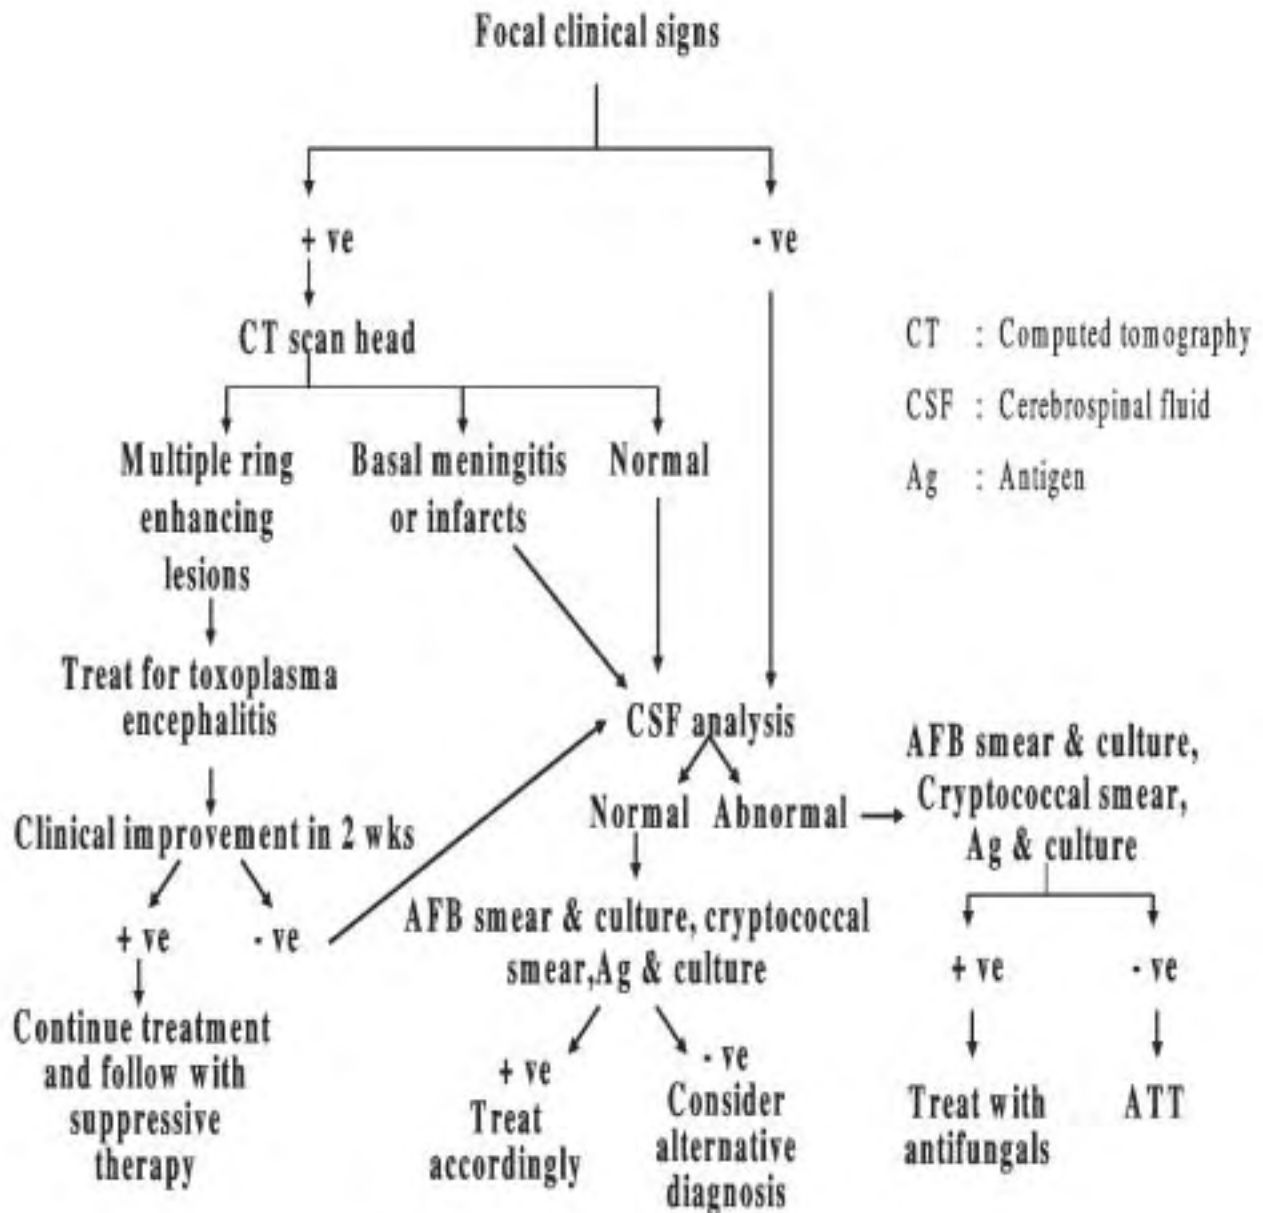 Focal clinical signs
+ ve
- ve
CT scan head
CT : Computed tomography
CSF : Cerebrospinal fluid
Ag : Antigen
Multiple ring
enhancing
lesions
Basal meningitis
or infarcts
Normal
Treat for toxoplasma
encephalitis
CSF analysis
Normal
Abnormal
AFB smear & culture,
Cryptococcal smear,
Ag & culture
Clinical improvement in 2 wks
+ ve
- ve
AFB smear & culture, cryptococcal
smear,Ag & culture
+ ve
- ve
Continue treatment
and follow with
suppressive
therapy
+ ve
Treat
accordingly
- ve
Consider
alternative
diagnosis
Treat with
antifungals
ATT